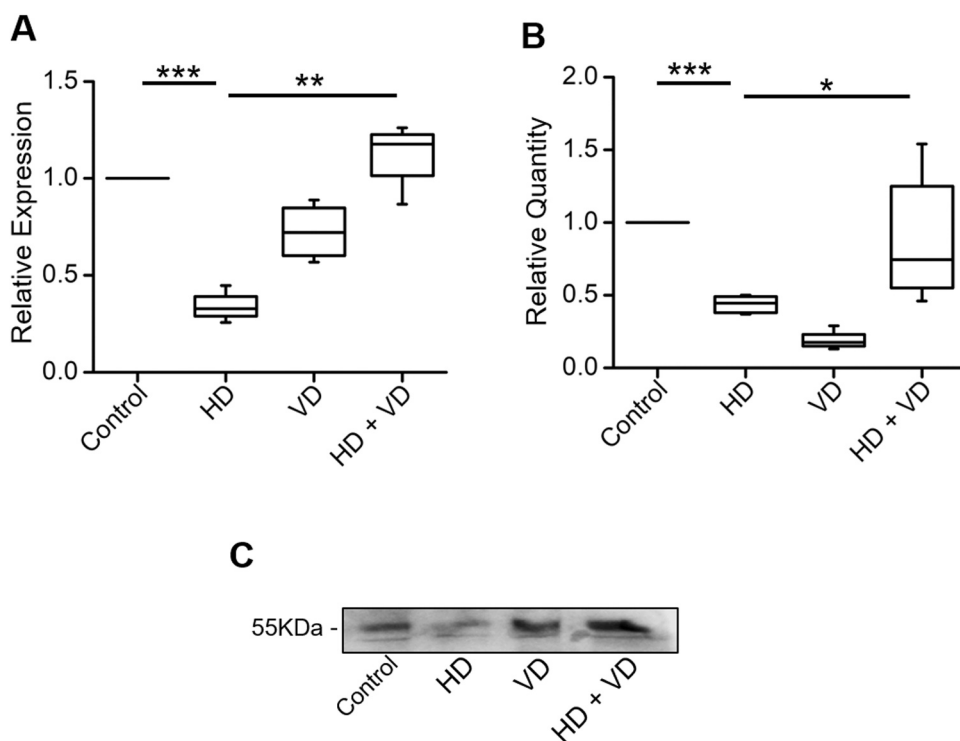 A
Relative Expression
1.5
1.0
0.5
0.0
***
**
Control
HD
VD
HD + VD
B
Relative Quantity
2.0
1.5
1.0
0.5
0.0
***
*
Control
HD
VD
HD + VD
C
55KDa -
Control
HD
VD
HD + VD